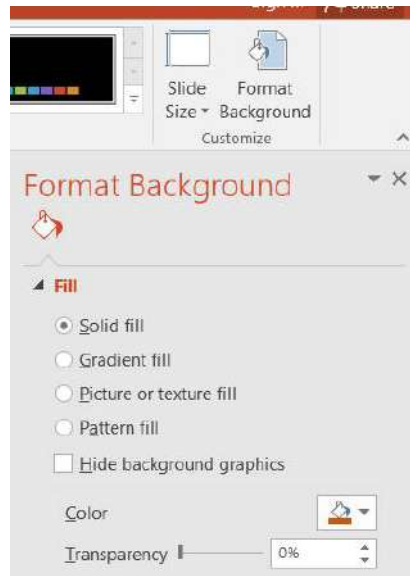 Share
Slide
Size
Format
Background
Customize
Format Background
Fill
Solid fill
Gradient fill
Picture or texture fill
Pattern fill
Hide background graphics
Color
Transparency
0%